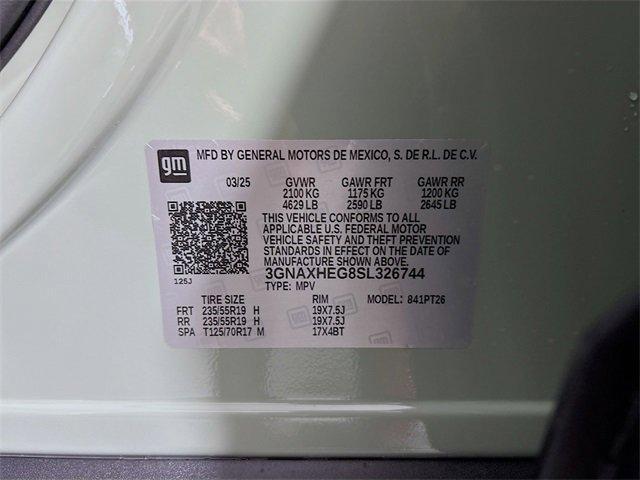 gm
MFD BY GENERAL MOTORS DE MEXICO, S. DE R.L. DE C.V.
03/25 GVWR GAWR FRT GAWR RR
2100 KG 1175 KG 1200 KG
4629 LB 2590 LB 2645 LB
THIS VEHICLE CONFORMS TO ALL
APPLICABLE U.S. FEDERAL MOTOR
VEHICLE SAFETY AND THEFT PREVENTION
STANDARDS IN EFFECT ON THE DATE OF
MANUFACTURE SHOWN ABOVE.
3GNAXHEG8SL326744
125J
TYPE: MPV
TIRE SIZE RIM MODEL: 841PT26
FRT 235/55R19 H 19X7.5J
RR 235/55R19 H 19X7.5J
SPA T125/70R17 M 17X4BT